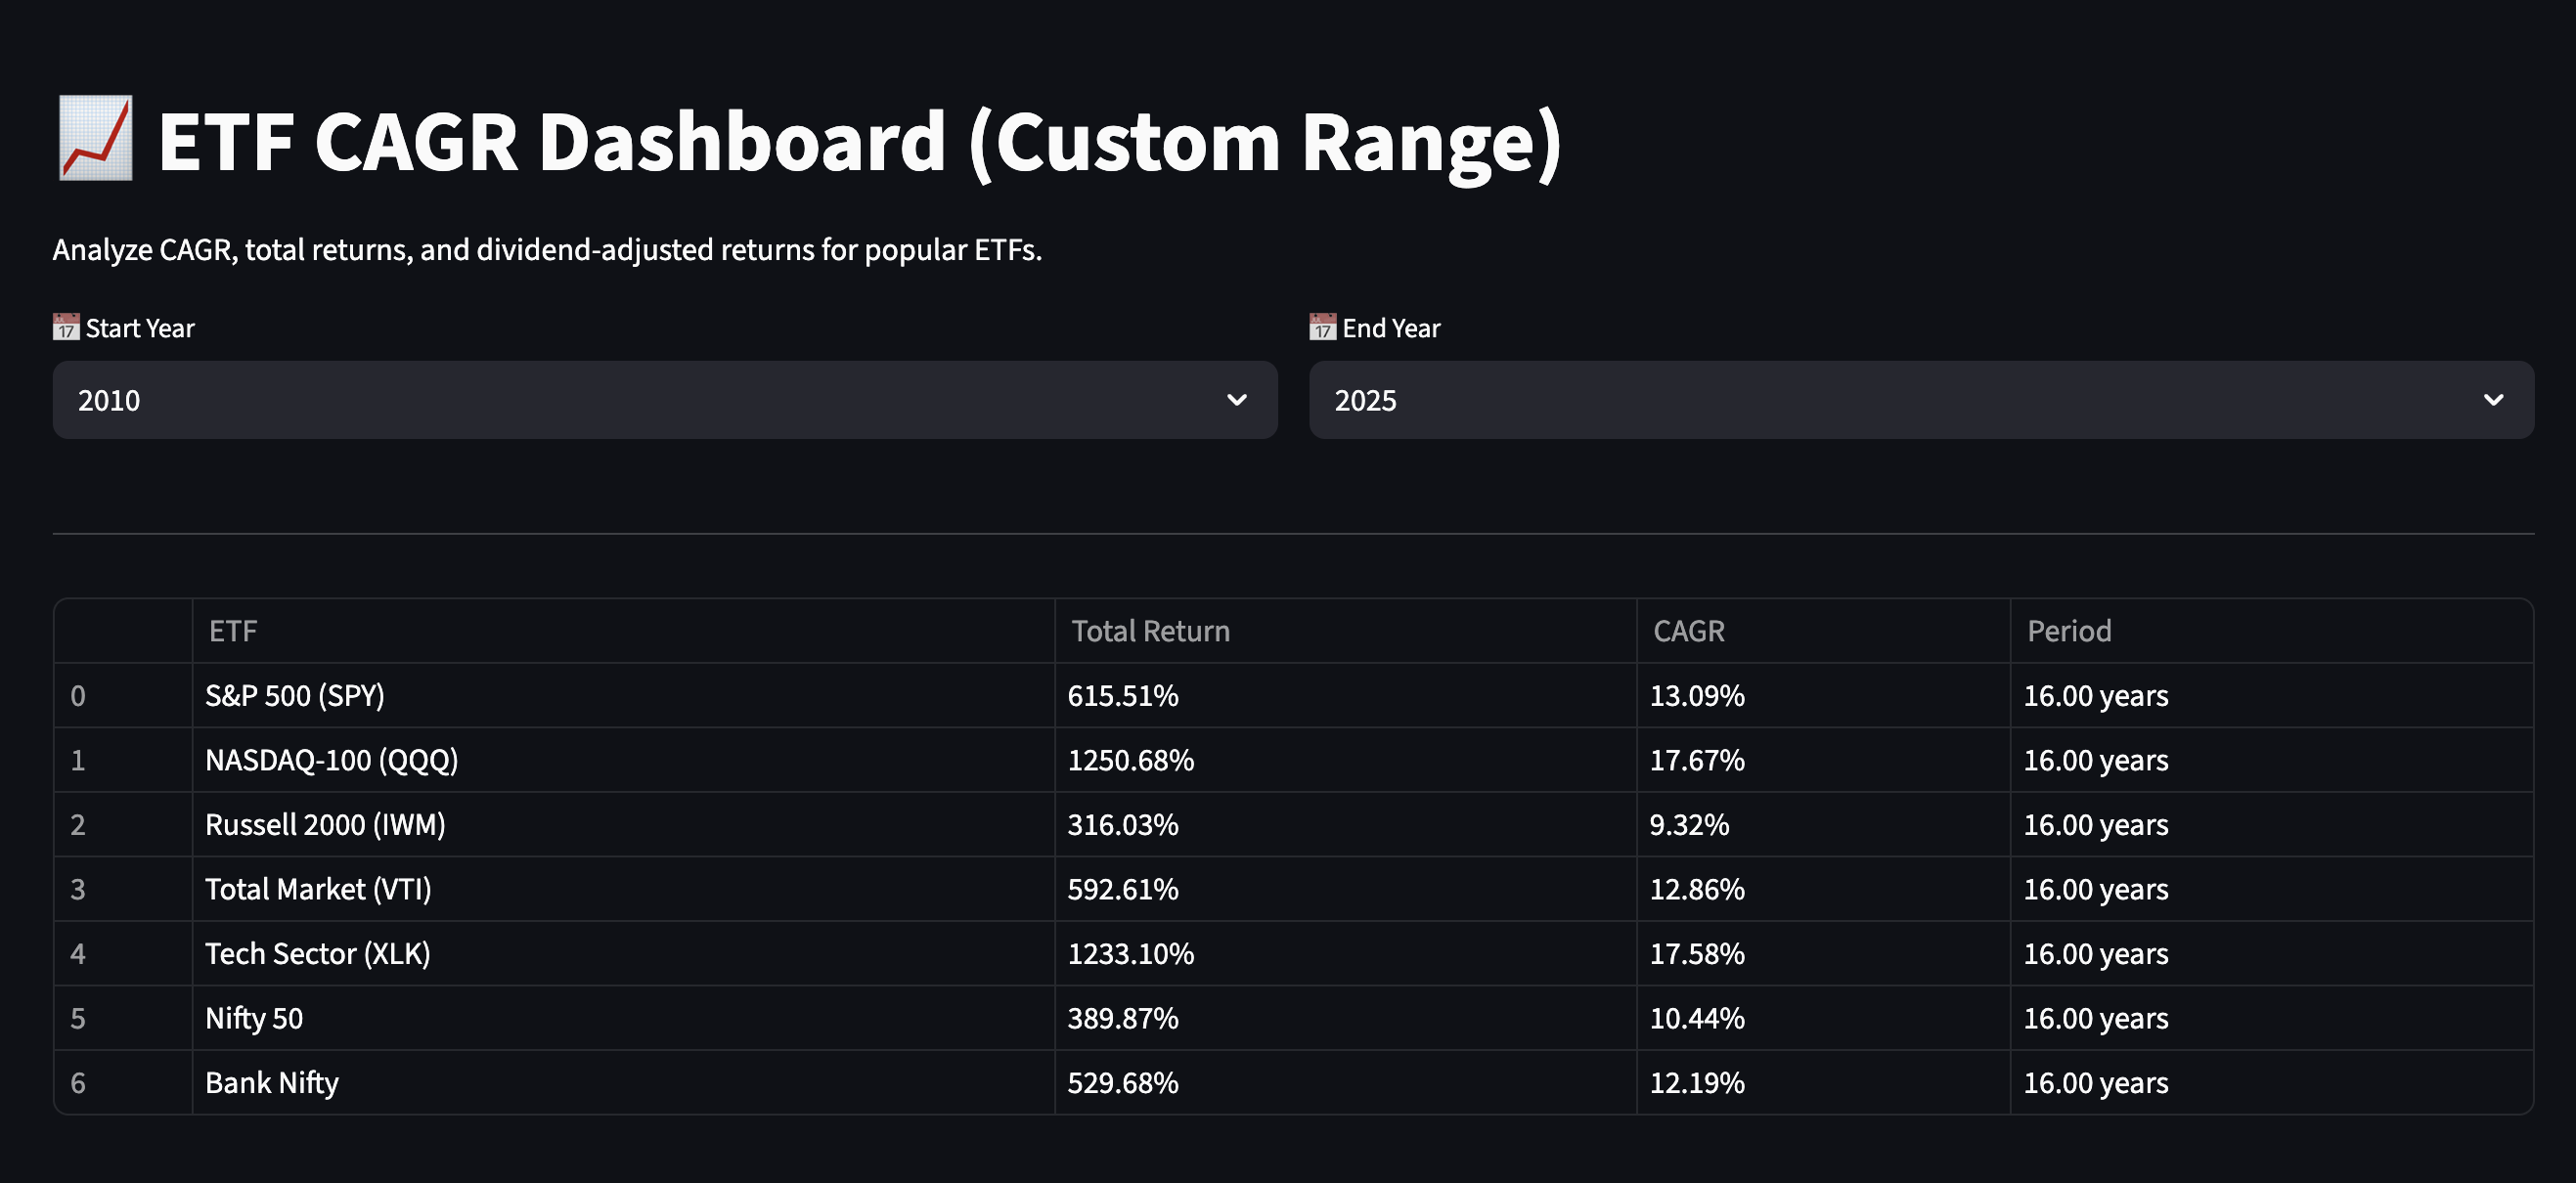 📈 ETF CAGR Dashboard (Custom Range)
Analyze CAGR, total returns, and dividend-adjusted returns for popular ETFs.
📅 Start Year 📅 End Year
2010 2025
ETF Total Return CAGR Period
0 S&P 500 (SPY) 615.51% 13.09% 16.00 years
1 NASDAQ-100 (QQQ) 1250.68% 17.67% 16.00 years
2 Russell 2000 (IWM) 316.03% 9.32% 16.00 years
3 Total Market (VTI) 592.61% 12.86% 16.00 years
4 Tech Sector (XLK) 1233.10% 17.58% 16.00 years
5 Nifty 50 389.87% 10.44% 16.00 years
6 Bank Nifty 529.68% 12.19% 16.00 years